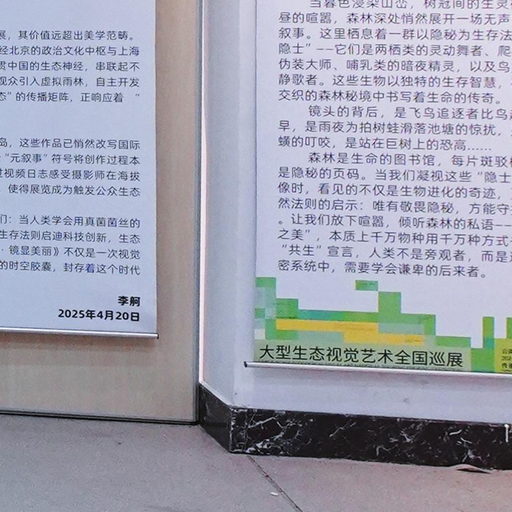 展，其价值远超出美学范畴。
经北京的政治文化中枢与上海
贯中国的生态神经，串联起不
观众引入虚拟雨林，自主开发
态”的传播矩阵，正响应着“
岛，这些作品已悄然改写国际
“元叙事”符号将创作过程本
视频日志感受摄影师在海拔
使得展览成为触发公众生态
们：当人类学会用真菌菌丝的
生存法则启迪科技创新，生态
·镜显美丽》不仅是一次视觉
的时空胶囊，封存着这个时代
李舸
2025年4月20日
当暮色浸染山峦，树冠间的生灵
昼的喧嚣，森林深处悄然展开一场无声
叙事。这里栖息着一群以隐秘为生存法
隐士”——它们是两栖类的灵动舞者、爬
伪装大师、哺乳类的暗夜精灵，以及鸟
静歌者。这些生物以独特的生存智慧，
交织的森林秘境中书写着生命的传奇。
镜头的背后，是飞鸟追逐者比鸟
早，是雨夜为拍树蛙滑落池塘的惊扰，
蟥的叮咬，是站在巨树上的恐高……
森林是生命的图书馆，每片斑驳
是隐秘的页码。当我们凝视这些“隐士
像时，看见的不仅是生物进化的奇迹，
然法则的启示：唯有敬畏隐秘，方能守
。让我们放下喧嚣，倾听森林的私语——
之美”，本质上千万物种用千万种方式
“共生”宣言，人类不是旁观者，而是
密系统中，需要学会谦卑的后来者。
大型生态视觉艺术全国巡展